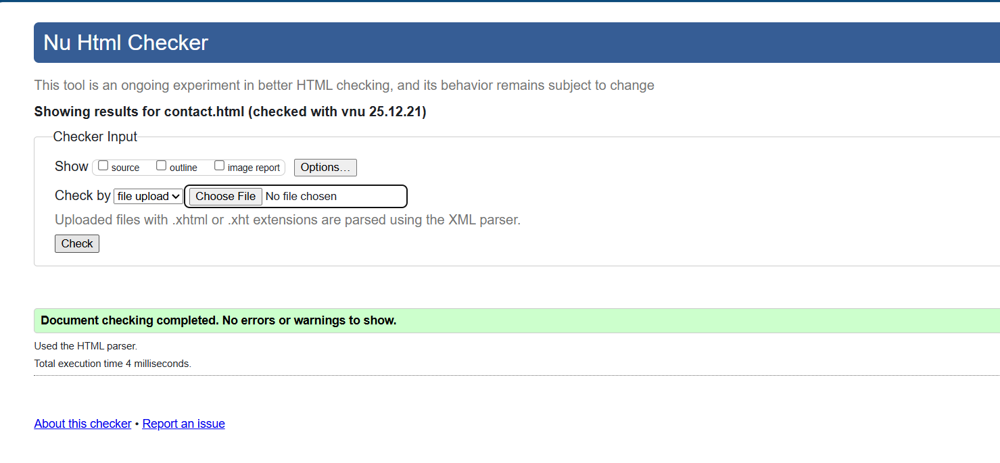 Nu Html Checker
This tool is an ongoing experiment in better HTML checking, and its behavior remains subject to change
Showing results for contact.html (checked with vnu 25.12.21)
Checker Input
Show source outline image report Options...
Check by file upload Choose File No file chosen
Uploaded files with .xhtml or .xht extensions are parsed using the XML parser.
Check
Document checking completed. No errors or warnings to show.
Used the HTML parser.
Total execution time 4 milliseconds.
About this checker • Report an issue